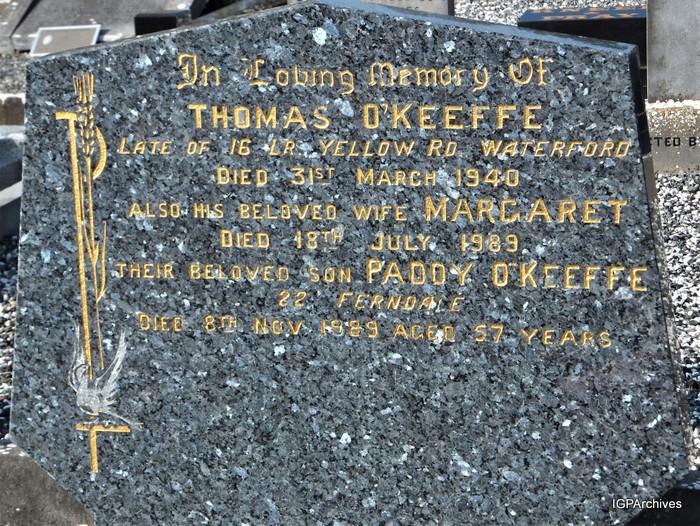 In Loving Memory Of
THOMAS O'KEEFFE
LATE OF 16 LR. YELLOW RD WATERFORD
DIED 31ST MARCH 1940
ALSO HIS BELOVED WIFE MARGARET
DIED 18TH JULY 1989
THEIR BELOVED SON PADDY O'KEEFFE
22 FERNDALE
DIED 8TH NOV 1989 AGED 57 YEARS
IGPArchives